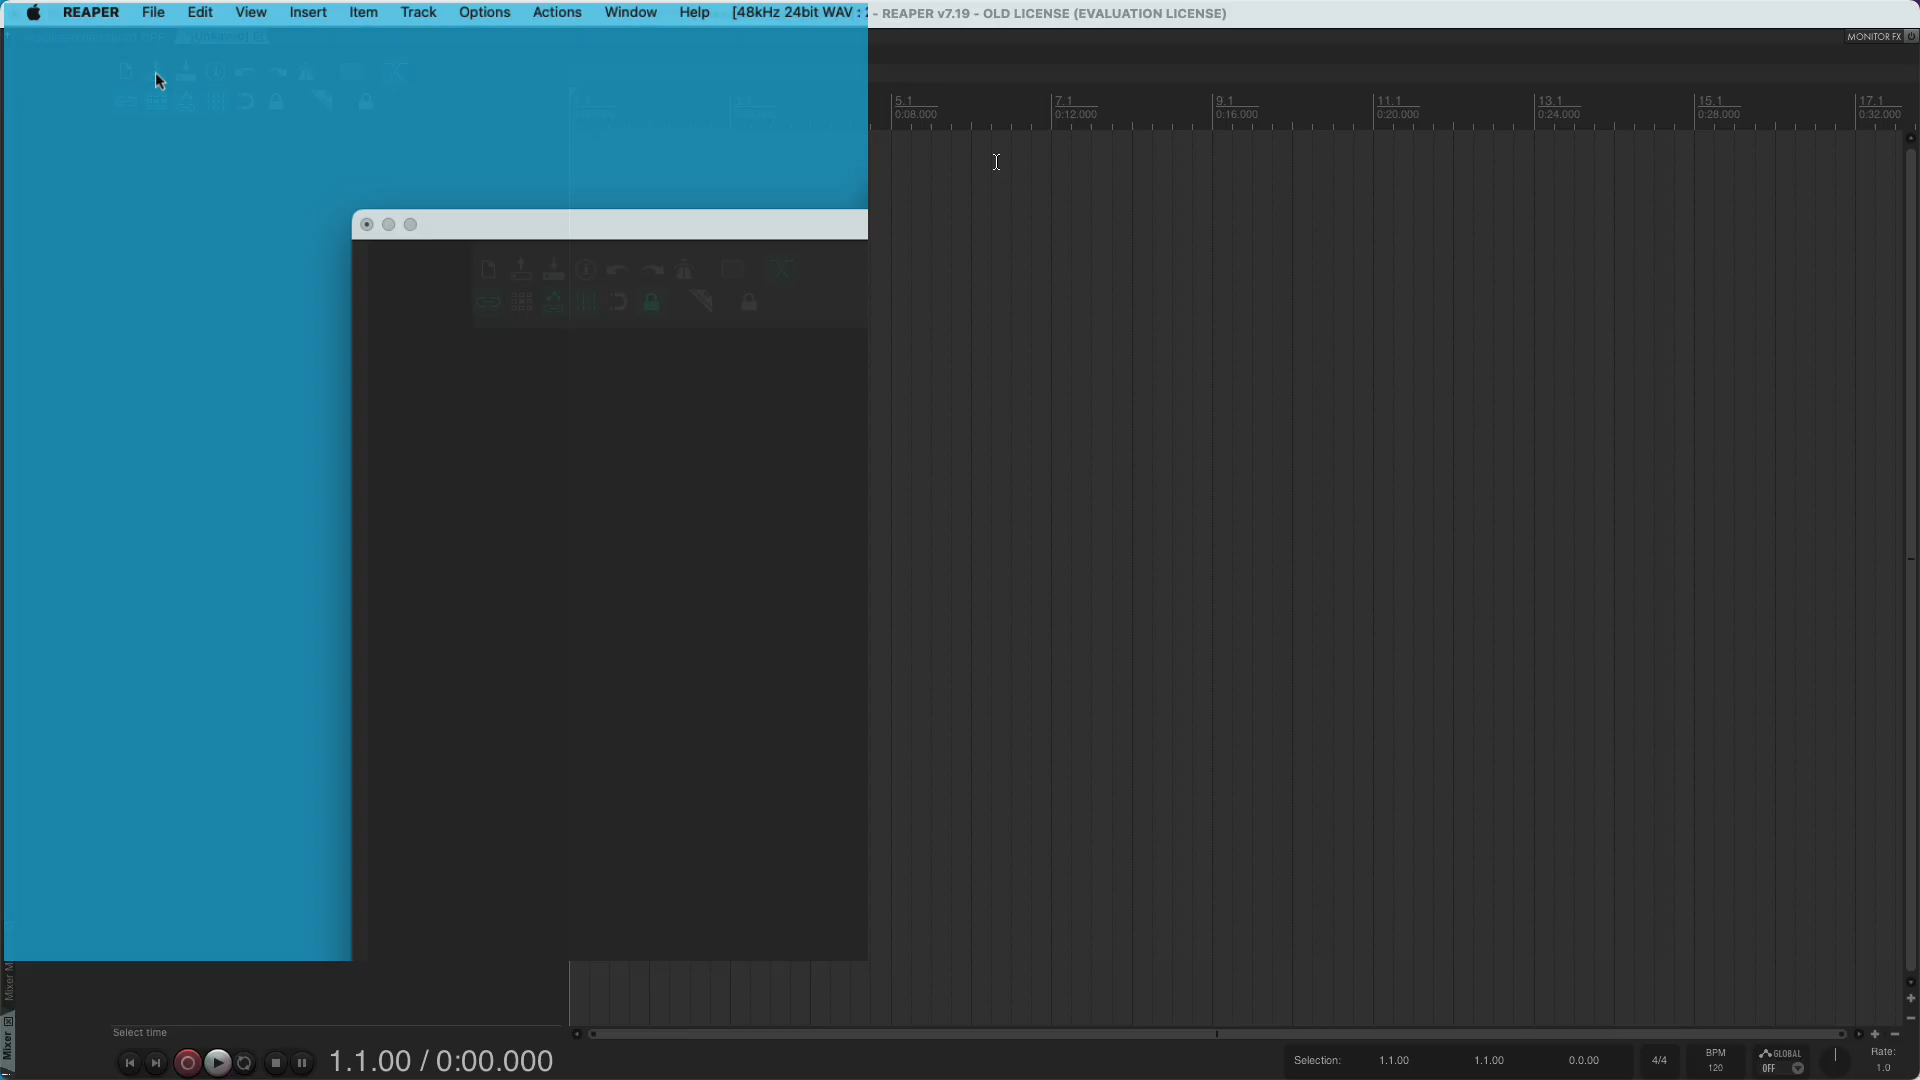 REAPER File Edit View Insert Item Track Options Actions Window Help [48kHz 24bit WAV :
- REAPER v7.19 - OLD LICENSE (EVALUATION LICENSE)
MONITOR FX
5.1 7.1 9.1 11.1 13.1 15.1 17.1
0:08.000 0:12.000 0:16.000 0:20.000 0:24.000 0:28.000 0:32.000
Mixer M
Mixer
Select time
1.1.00 / 0:00.000
Selection: 1.1.00 1.1.00 0.0.00
4/4
BPM
120
GLOBAL
OFF
Rate:
1.0